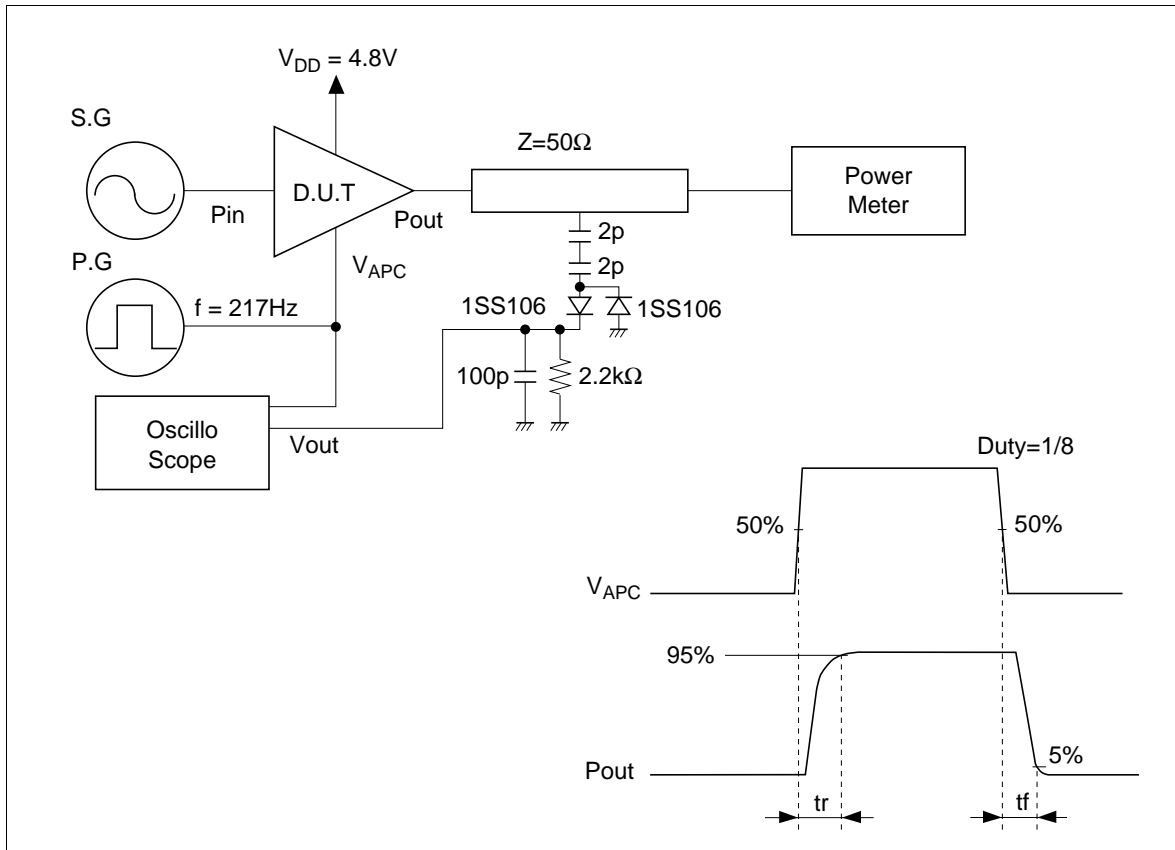 V_DD = 4.8V
S.G
D.U.T
Pin
Pout
Z=50Ω
Power
Meter
P.G
V_APC
f = 217Hz
2p
2p
1SS106
1SS106
100p
2.2kΩ
Oscillo
Scope
Vout
Duty=1/8
50%
50%
V_APC
95%
Pout
5%
tr
tf